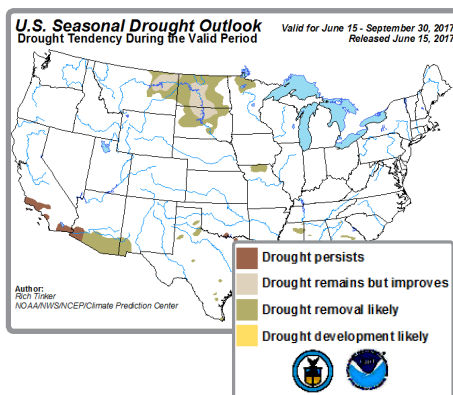 U.S. Seasonal Drought Outlook
Drought Tendency During the Valid Period
Valid for June 15 - September 30, 2017
Released June 15, 2017
Drought persists
Drought remains but improves
Drought removal likely
Drought development likely
Author:
Rich Tinker
NOAA/NWS/NCEP/Climate Prediction Center